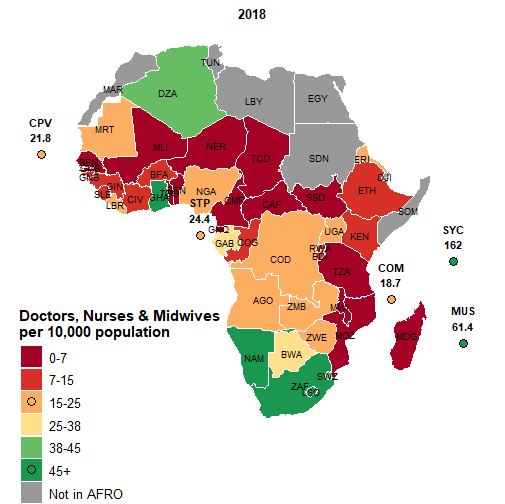 2018
TUN
MAR
DZA
LBY
EGY
CPV
21.8
MRT
MLI
NER
TCD
SDN
ERI
DJI
SEN
GNB
GIN
SLE
LBR
CIV
BFA
GHA
BEN
NGA
STP
24.4
CMR
CAF
SSD
ETH
SOM
GNQ
GAB
COG
COD
UGA
KEN
RWA
BDI
TZA
SYC
162
COM
18.7
AGO
ZMB
MWI
MOZ
ZWE
MDG
MUS
61.4
NAM
BWA
SWZ
ZAF
LSO
Doctors, Nurses & Midwives
per 10,000 population
0-7
7-15
15-25
25-38
38-45
45+
Not in AFRO